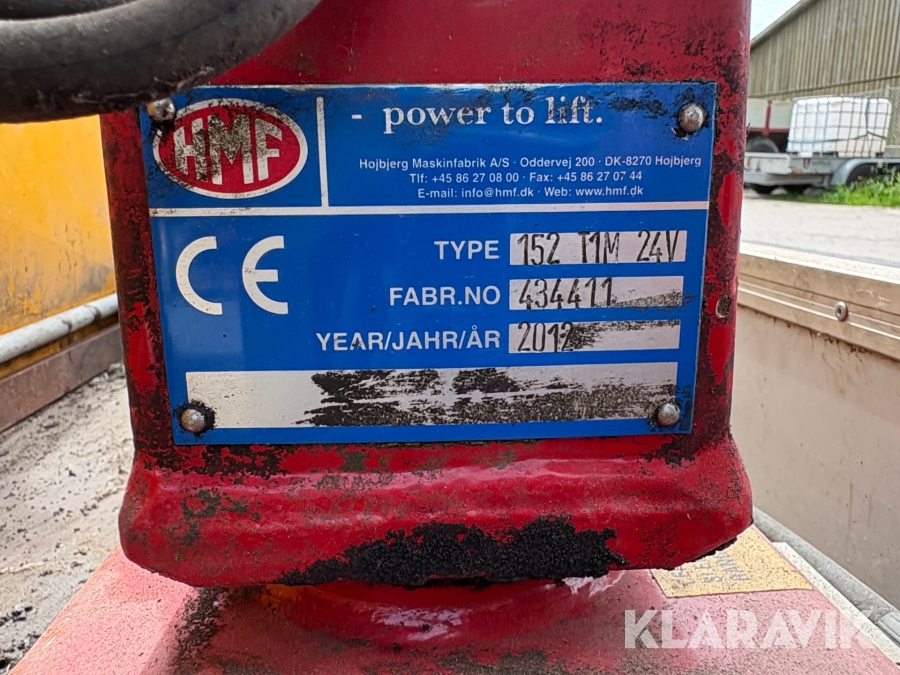 HMF
- power to lift.
Højbjerg Maskinfabrik A/S · Oddervej 200 · DK-8270 Højbjerg
Tlf: +45 86 27 08 00 · Fax: +45 86 27 07 44
E-mail: info@hmf.dk · Web: www.hmf.dk
CE
TYPE 152 T1M 24V
FABR.NO 434411
YEAR/JAHR/ÅR 2012
KLARAVIK